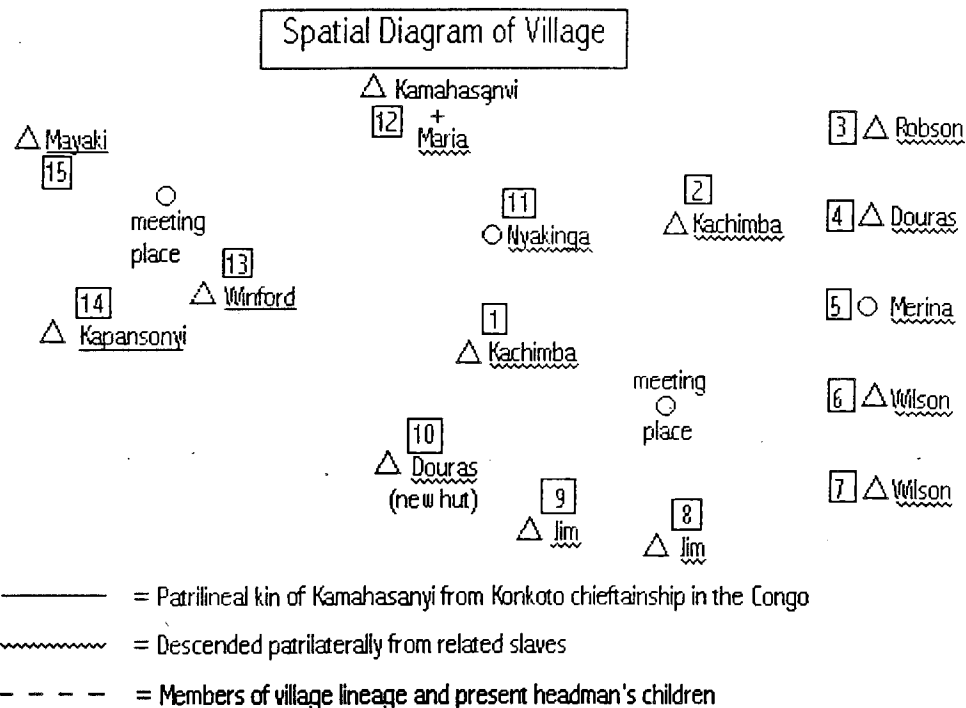 Spatial Diagram of Village
Kamahasanvi
12 +
Maria
Mayaki
15
meeting
place
13
Winford
14
Kapansonyi
11
Nyakinga
2
Kachimba
1
Kachimba
3 Robson
4 Douras
5 Merina
6 Wilson
7 Wilson
meeting
place
10
Douras
(new hut)
9
Jim
8
Jim
= Patrilineal kin of Kamahasanyi from Konkoto chieftainship in the Congo
= Descended patrilaterally from related slaves
= Members of village lineage and present headman's children